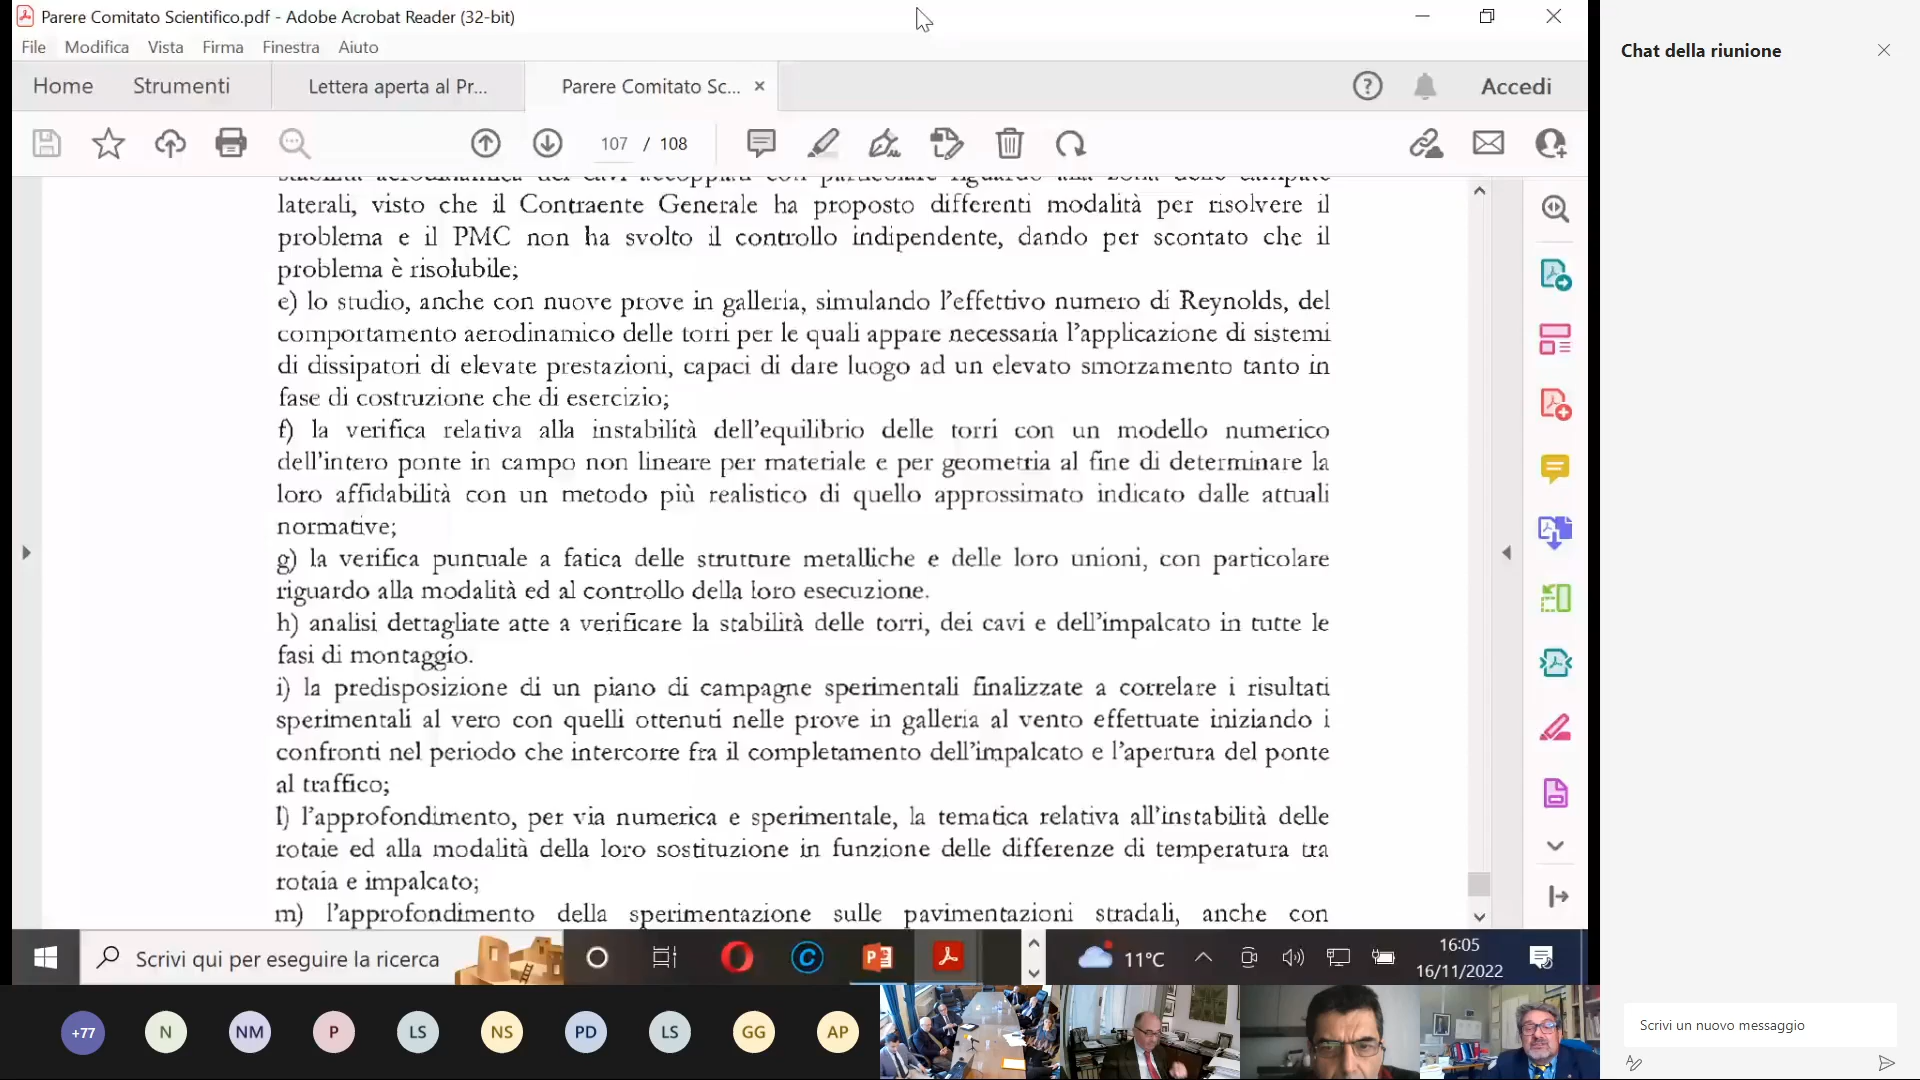 Parere Comitato Scientifico.pdf - Adobe Acrobat Reader (32-bit)
File Modifica Vista Firma Finestra Aiuto
Home Strumenti Lettera aperta al Pr... Parere Comitato Sc... Accedi
107 / 108
stabilità aerodinamica dei cavi accoppiati con particolare riguardo alla zona delle campate
laterali, visto che il Contraente Generale ha proposto differenti modalità per risolvere il
problema e il PMC non ha svolto il controllo indipendente, dando per scontato che il
problema è risolubile;
e) lo studio, anche con nuove prove in galleria, simulando l'effettivo numero di Reynolds, del
comportamento aerodinamico delle torri per le quali appare necessaria l'applicazione di sistemi
di dissipatori di elevate prestazioni, capaci di dare luogo ad un elevato smorzamento tanto in
fase di costruzione che di esercizio;
f) la verifica relativa alla instabilità dell'equilibrio delle torri con un modello numerico
dell'intero ponte in campo non lineare per materiale e per geometria al fine di determinare la
loro affidabilità con un metodo più realistico di quello approssimato indicato dalle attuali
normative;
g) la verifica puntuale a fatica delle strutture metalliche e delle loro unioni, con particolare
riguardo alla modalità ed al controllo della loro esecuzione.
h) analisi dettagliate atte a verificare la stabilità delle torri, dei cavi e dell'impalcato in tutte le
fasi di montaggio.
i) la predisposizione di un piano di campagne sperimentali finalizzate a correlare i risultati
sperimentali al vero con quelli ottenuti nelle prove in galleria al vento effettuate iniziando i
confronti nel periodo che intercorre fra il completamento dell'impalcato e l'apertura del ponte
al traffico;
l) l'approfondimento, per via numerica e sperimentale, la tematica relativa all'instabilità delle
rotaie ed alla modalità della loro sostituzione in funzione delle differenze di temperatura tra
rotaia e impalcato;
m) l'approfondimento della sperimentazione sulle pavimentazioni stradali, anche con
Scrivi qui per eseguire la ricerca
11°C
16:05
16/11/2022
+77 N NM P LS NS PD LS GG AP
Chat della riunione
Scrivi un nuovo messaggio